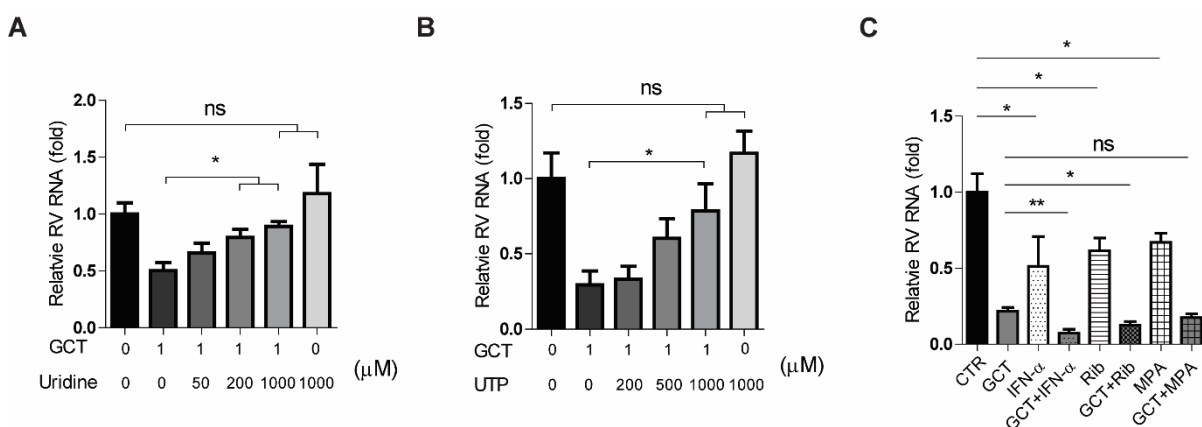 A
Relatvie RV RNA (fold)
2.0
1.5
1.0
0.5
0.0
ns
*
GCT 0 1 1 1 1 0
Uridine 0 0 50 200 1000 1000 (μM)
B
Relatvie RV RNA (fold)
1.5
1.0
0.5
0.0
ns
*
GCT 0 1 1 1 1 0
UTP 0 0 200 500 1000 1000 (μM)
C
Relatvie RV RNA (fold)
1.5
1.0
0.5
0.0
*
*
*
ns
*
**
CTR
GCT
IFN-α
GCT+IFN-α
Rib
GCT+Rib
MPA
GCT+MPA